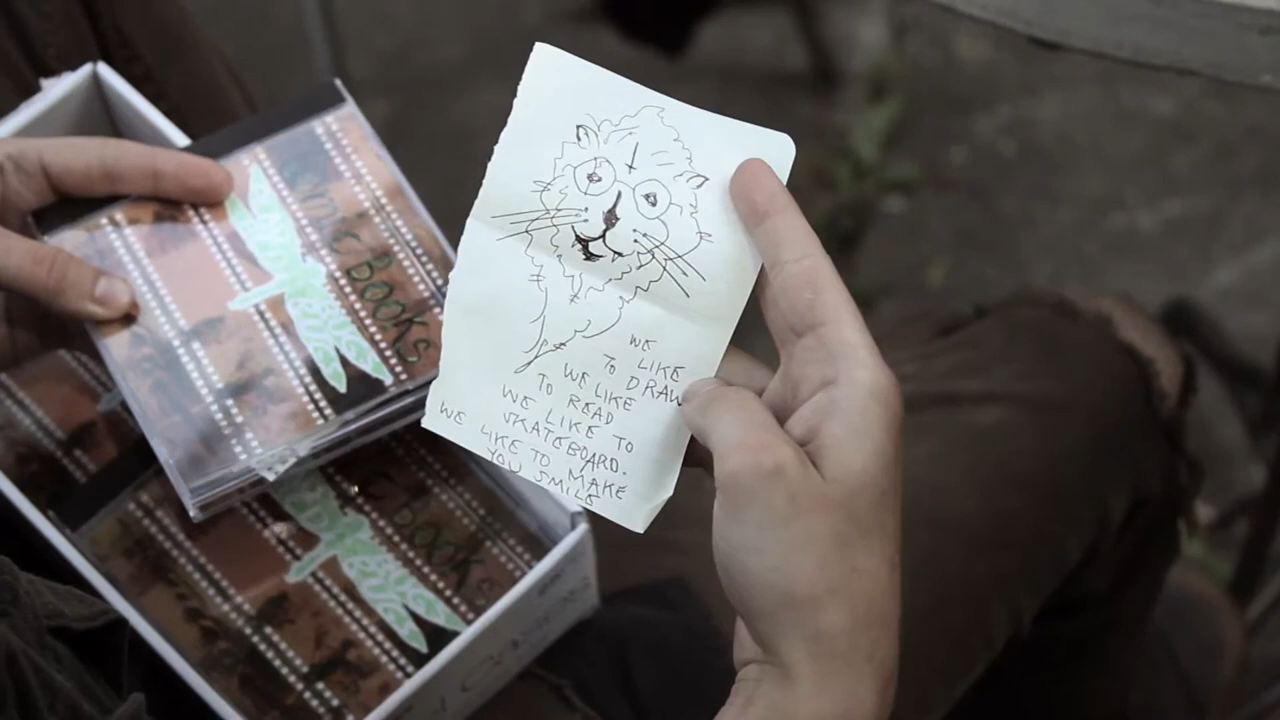 WE
LIKE
TO DRAW
WE LIKE
TO READ
WE LIKE TO
SKATEBOARD.
WE LIKE TO MAKE
YOU SMILE
mic Books
c Books